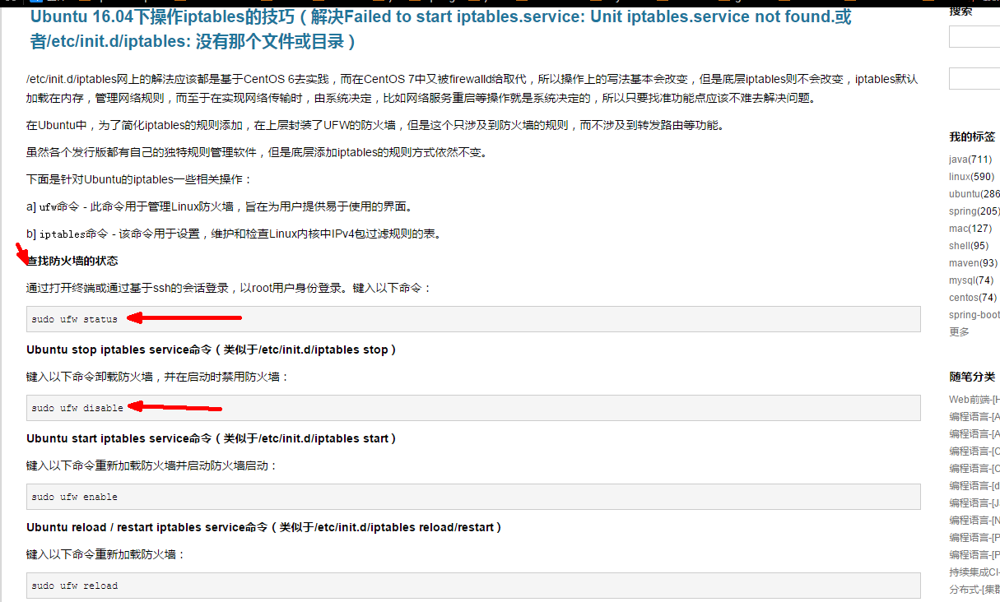 Ubuntu 16.04下操作iptables的技巧（解决Failed to start iptables.service: Unit iptables.service not found.或
者/etc/init.d/iptables: 没有那个文件或目录）
/etc/init.d/iptables网上的解法应该都是基于CentOS 6去实践，而在CentOS 7中又被firewalld给取代，所以操作上的写法基本会改变，但是底层iptables则不会改变，iptables默认
加载在内存，管理网络规则，而至于在实现网络传输时，由系统决定，比如网络服务重启等操作就是系统决定的，所以只要找准功能点应该不难去解决问题。
在Ubuntu中，为了简化iptables的规则添加，在上层封装了UFW的防火墙，但是这个只涉及到防火墙的规则，而不涉及到转发路由等功能。
虽然各个发行版都有自己的独特规则管理软件，但是底层添加iptables的规则方式依然不变。
下面是针对Ubuntu的iptables一些相关操作：
a] ufw命令 - 此命令用于管理Linux防火墙，旨在为用户提供易于使用的界面。
b] iptables命令 - 该命令用于设置，维护和检查Linux内核中IPv4包过滤规则的表。
查找防火墙的状态
通过打开终端或通过基于ssh的会话登录，以root用户身份登录。键入以下命令：
sudo ufw status
Ubuntu stop iptables service命令（类似于/etc/init.d/iptables stop）
键入以下命令卸载防火墙，并在启动时禁用防火墙：
sudo ufw disable
Ubuntu start iptables service命令（类似于/etc/init.d/iptables start）
键入以下命令重新加载防火墙并启动防火墙启动：
sudo ufw enable
Ubuntu reload / restart iptables service命令（类似于/etc/init.d/iptables reload/restart）
键入以下命令重新加载防火墙：
sudo ufw reload
搜索
我的标签
java(711)
linux(590)
ubuntu(286
spring(205)
mac(127)
shell(95)
maven(93)
mysql(74)
centos(74)
spring-boot
更多
随笔分类
Web前端-[H
编程语言-[A
编程语言-[A
编程语言-[C
编程语言-[C
编程语言-[d
编程语言-[J
编程语言-[N
编程语言-[P
编程语言-[P
持续集成CI-
分布式-[集群